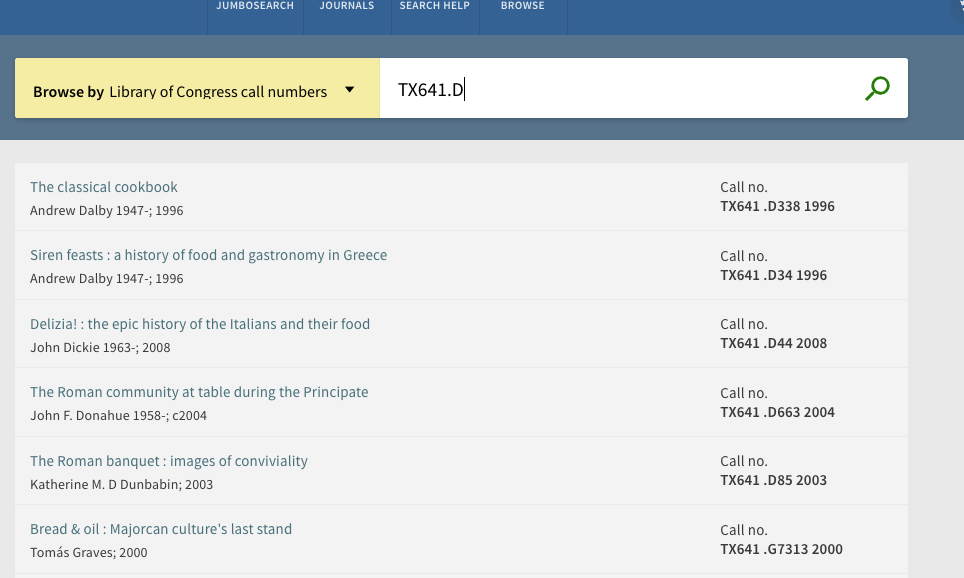 JUMBOSEARCH JOURNALS SEARCH HELP BROWSE
Browse by Library of Congress call numbers TX641.D
The classical cookbook
Andrew Dalby 1947-; 1996
Call no.
TX641 .D338 1996
Siren feasts : a history of food and gastronomy in Greece
Andrew Dalby 1947-; 1996
Call no.
TX641 .D34 1996
Delizia! : the epic history of the Italians and their food
John Dickie 1963-; 2008
Call no.
TX641 .D44 2008
The Roman community at table during the Principate
John F. Donahue 1958-; c2004
Call no.
TX641 .D663 2004
The Roman banquet : images of conviviality
Katherine M. D Dunbabin; 2003
Call no.
TX641 .D85 2003
Bread & oil : Majorcan culture's last stand
Tomás Graves; 2000
Call no.
TX641 .G7313 2000